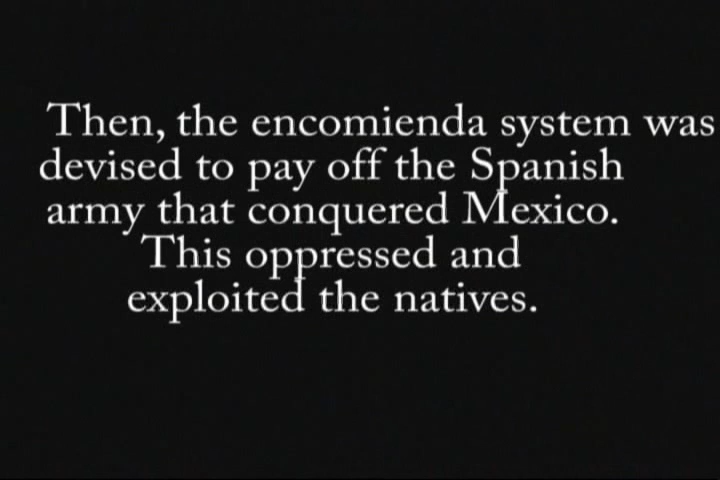 Then, the encomienda system was
devised to pay off the Spanish
army that conquered Mexico.
This oppressed and
exploited the natives.